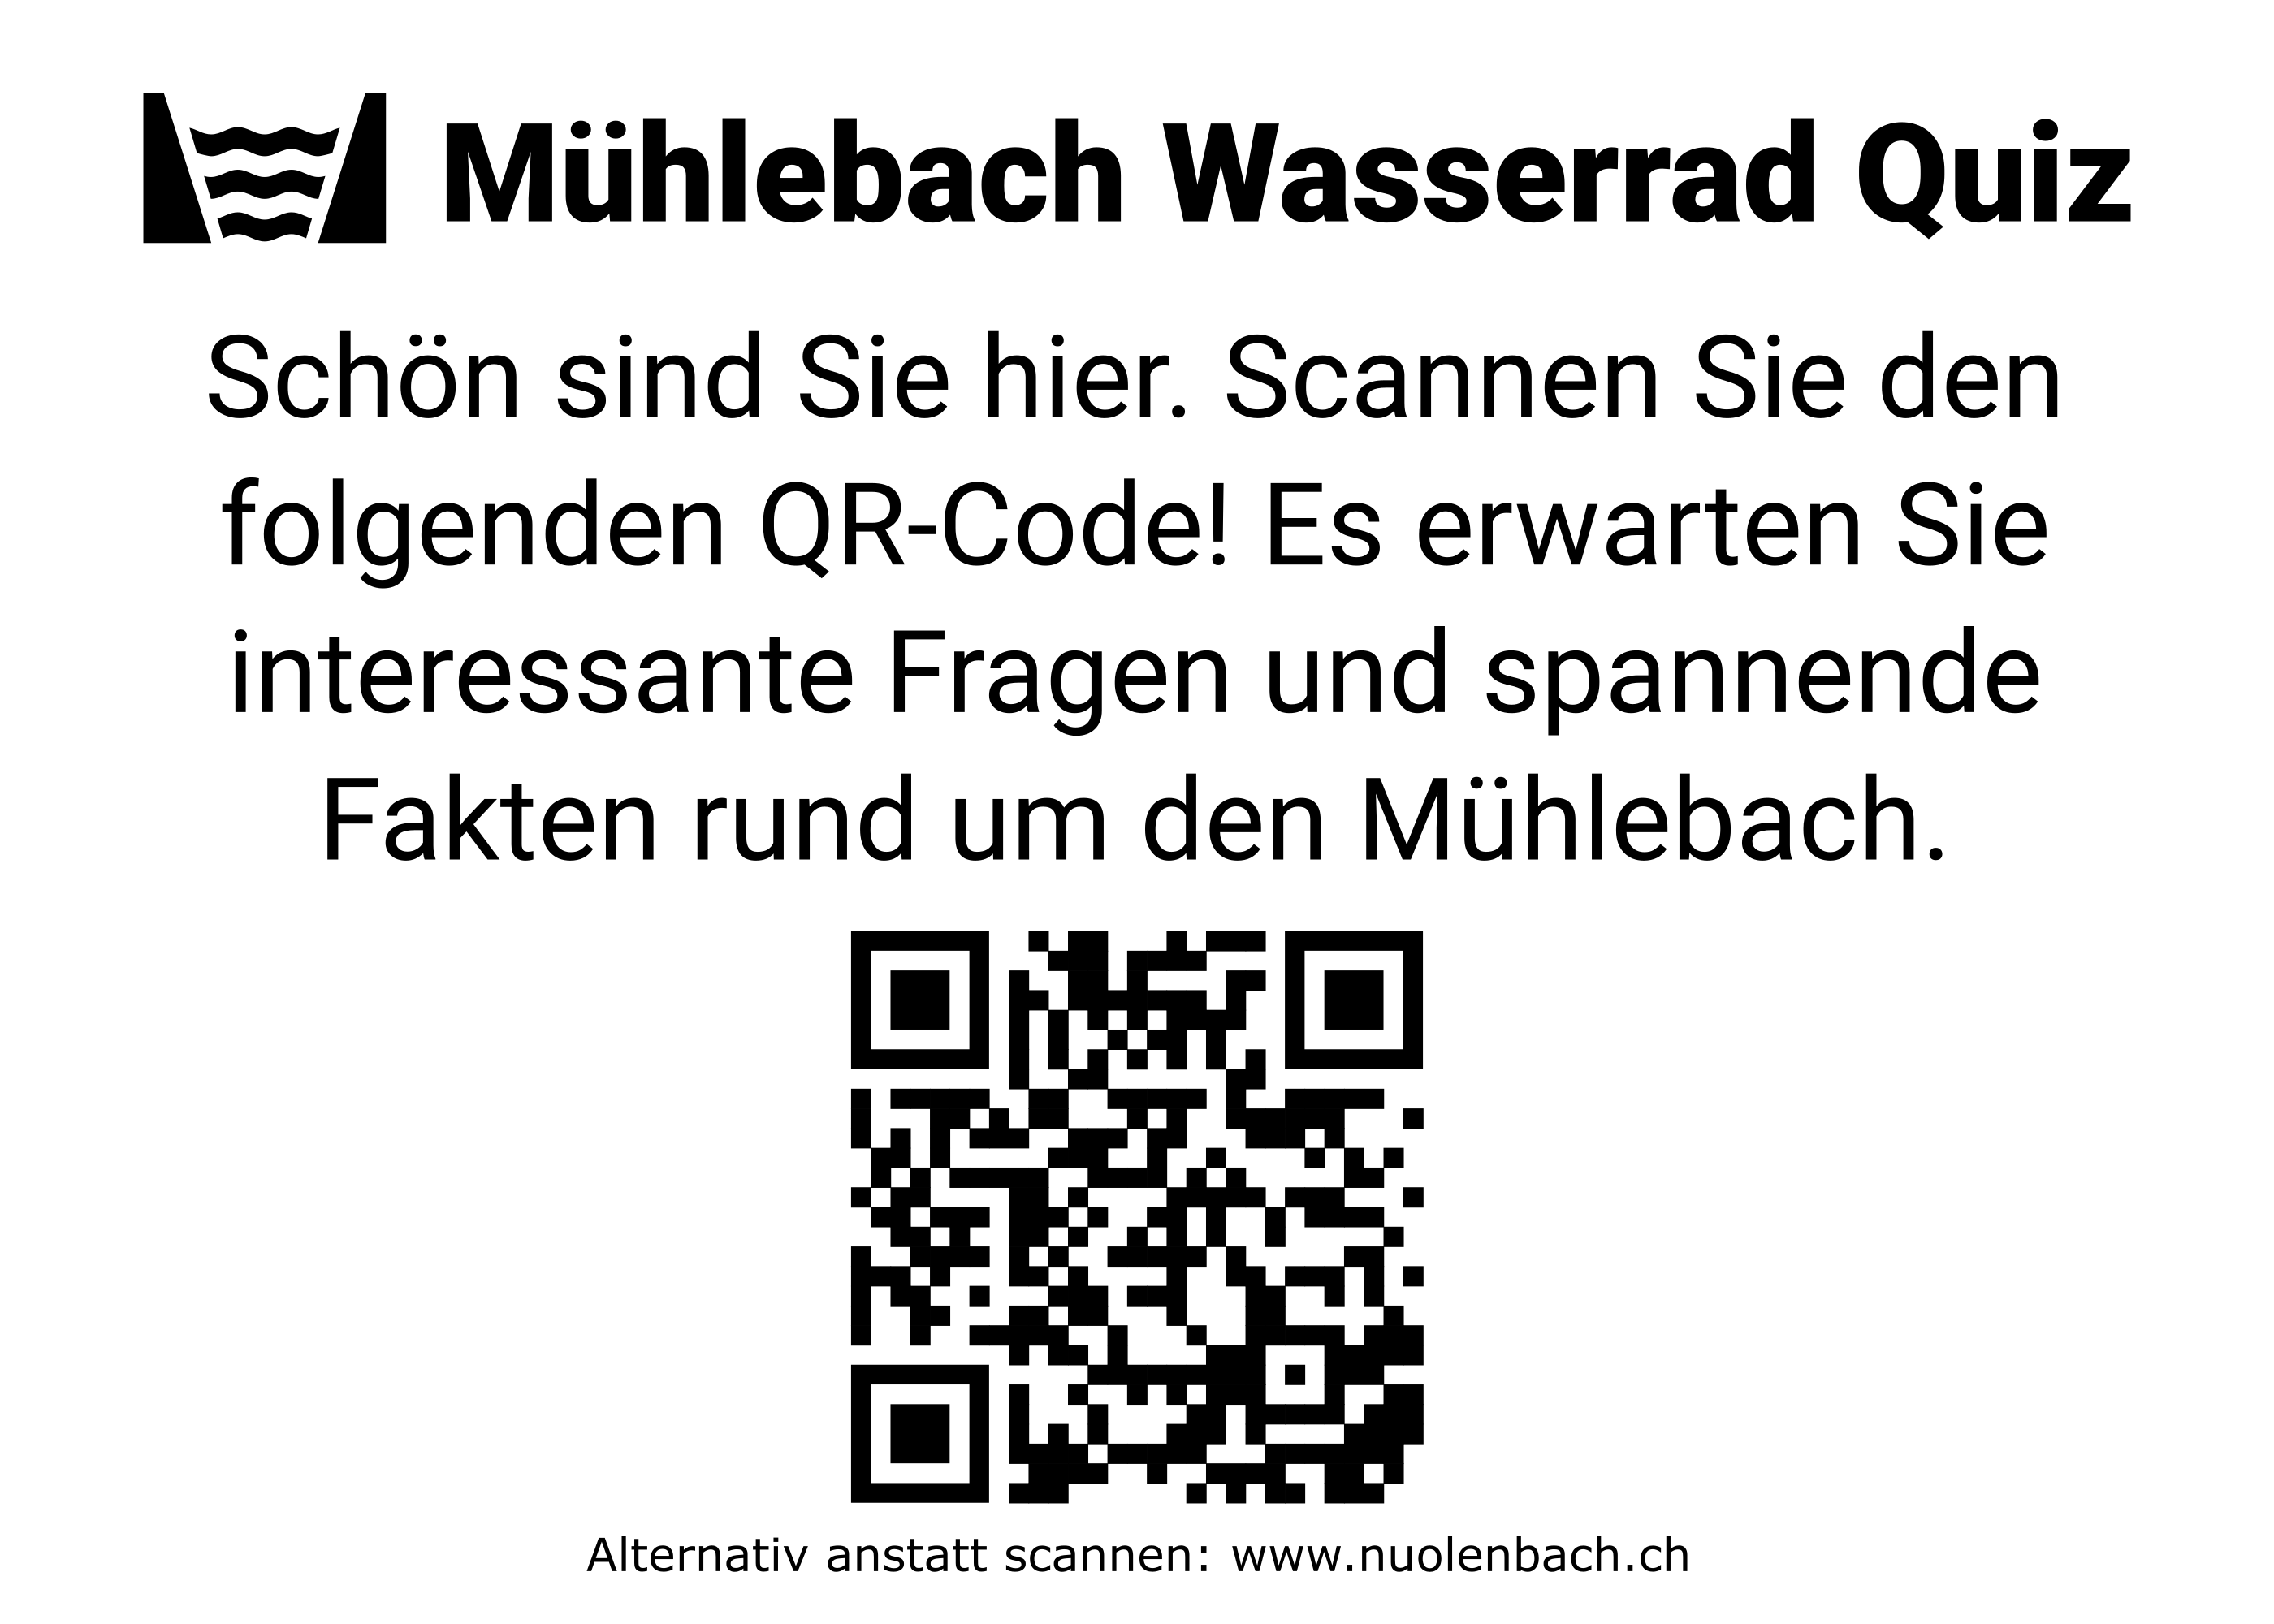 Mühlebach Wasserrad Quiz
Schön sind Sie hier. Scannen Sie den
folgenden QR-Code! Es erwarten Sie
interessante Fragen und spannende
Fakten rund um den Mühlebach.
Alternativ anstatt scannen: www.nuolenbach.ch